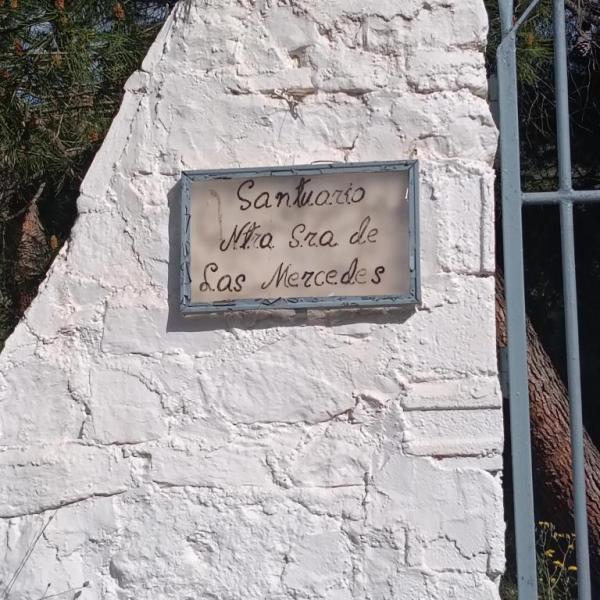 Santuario
Ntra Sra de
Las Mercedes